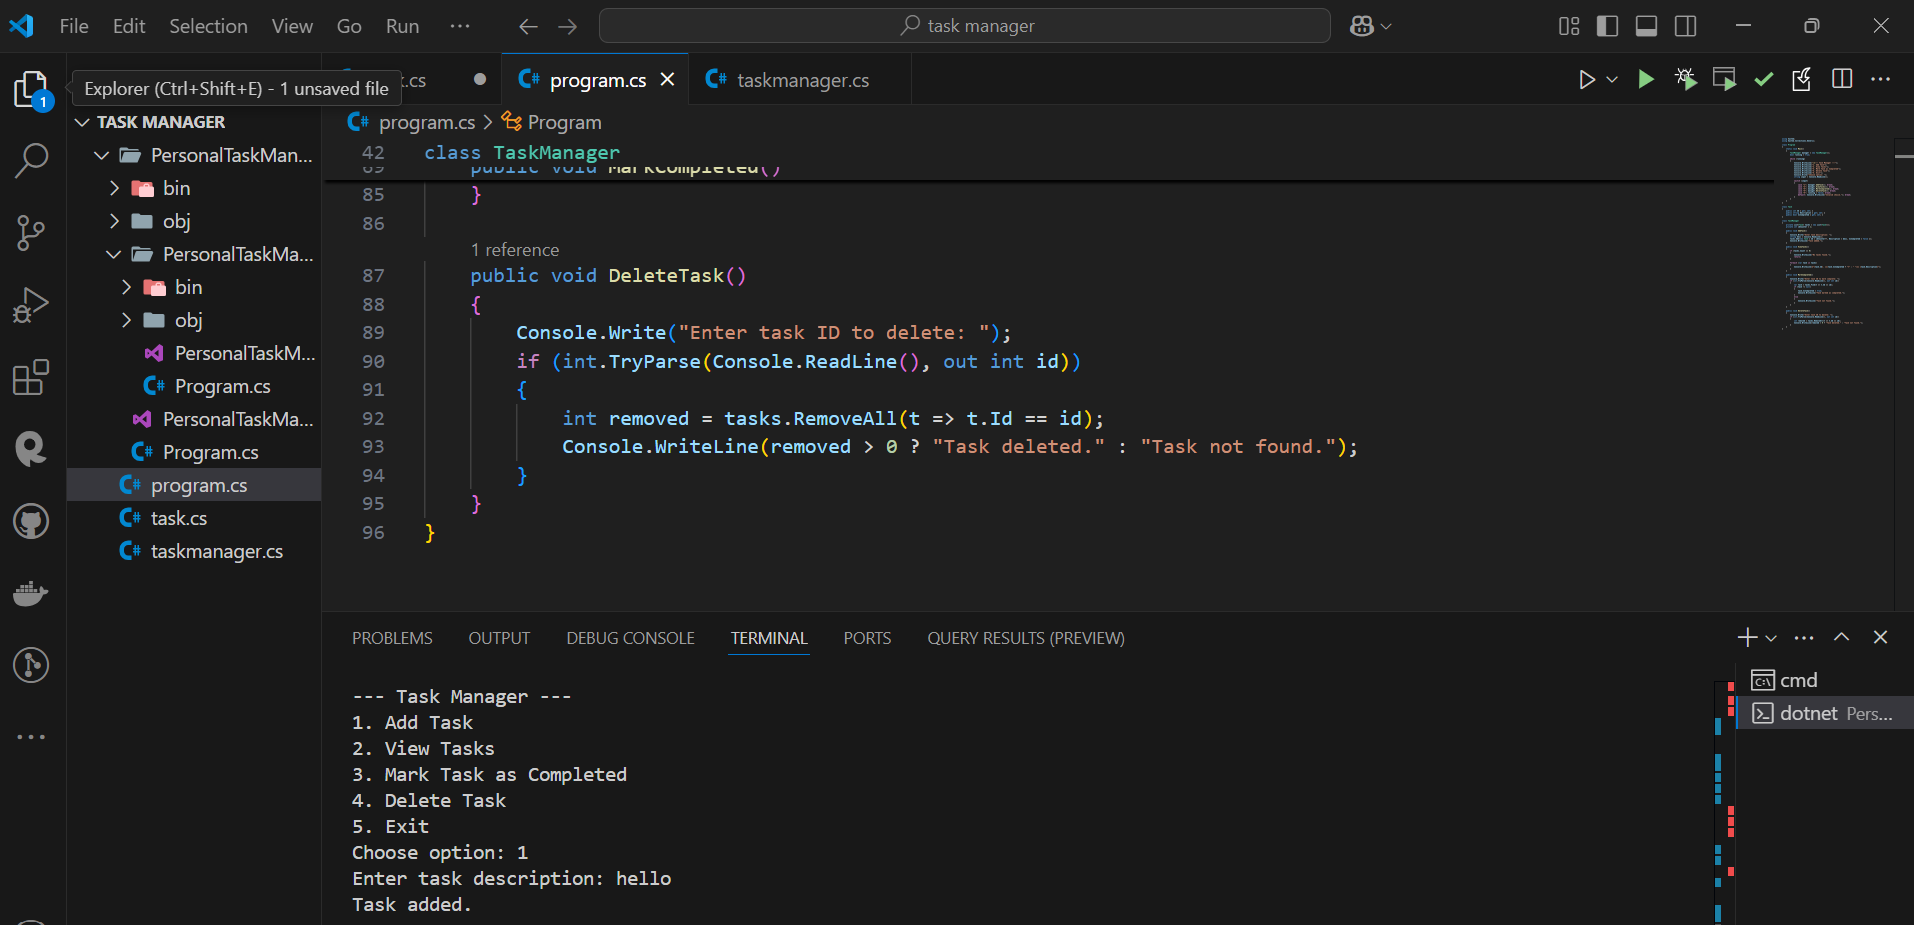 File Edit Selection View Go Run ··· task manager
Explorer (Ctrl+Shift+E) - 1 unsaved file
.cs
program.cs
taskmanager.cs
1
TASK MANAGER
PersonalTaskMan...
bin
obj
PersonalTaskMa...
bin
obj
PersonalTaskM...
Program.cs
PersonalTaskMa...
Program.cs
program.cs
task.cs
taskmanager.cs
program.cs > Program
42 class TaskManager
69 public void MarkCompleted()
85 }
86
1 reference
87 public void DeleteTask()
88 {
89 Console.Write("Enter task ID to delete: ");
90 if (int.TryParse(Console.ReadLine(), out int id))
91 {
92 int removed = tasks.RemoveAll(t => t.Id == id);
93 Console.WriteLine(removed > 0 ? "Task deleted." : "Task not found.");
94 }
95 }
96 }
PROBLEMS OUTPUT DEBUG CONSOLE TERMINAL PORTS QUERY RESULTS (PREVIEW)
--- Task Manager ---
1. Add Task
2. View Tasks
3. Mark Task as Completed
4. Delete Task
5. Exit
Choose option: 1
Enter task description: hello
Task added.
cmd
dotnet Pers...